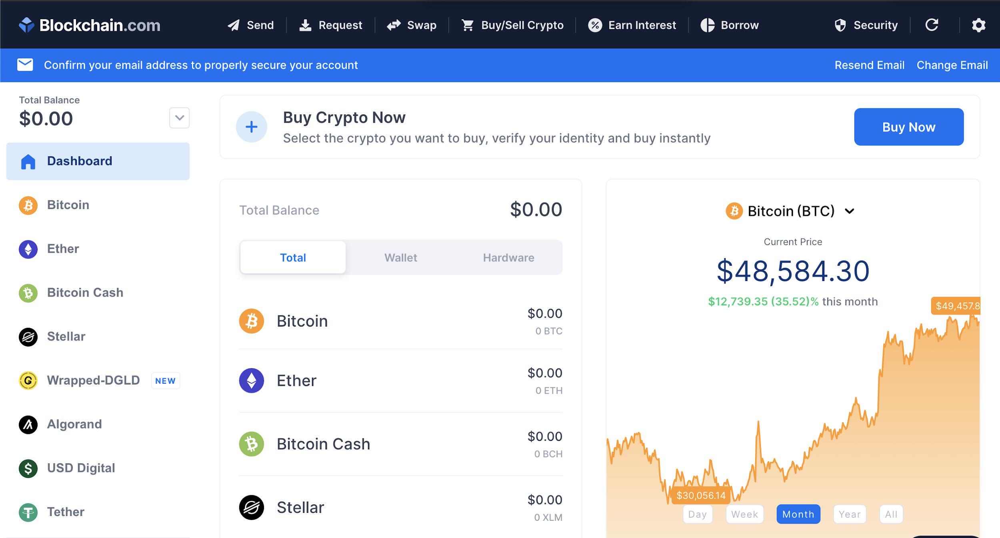 Blockchain.com
Send
Request
Swap
Buy/Sell Crypto
Earn Interest
Borrow
Security
Confirm your email address to properly secure your account
Resend Email
Change Email
Total Balance
$0.00
Dashboard
Bitcoin
Ether
Bitcoin Cash
Stellar
Wrapped-DGLD NEW
Algorand
USD Digital
Tether
Buy Crypto Now
Select the crypto you want to buy, verify your identity and buy instantly
Buy Now
Total Balance $0.00
Total Wallet Hardware
Bitcoin $0.00
0 BTC
Ether $0.00
0 ETH
Bitcoin Cash $0.00
0 BCH
Stellar $0.00
0 XLM
Bitcoin (BTC)
Current Price
$48,584.30
$12,739.35 (35.52)% this month
$49,457.8
$30,056.14
Day Week Month Year All